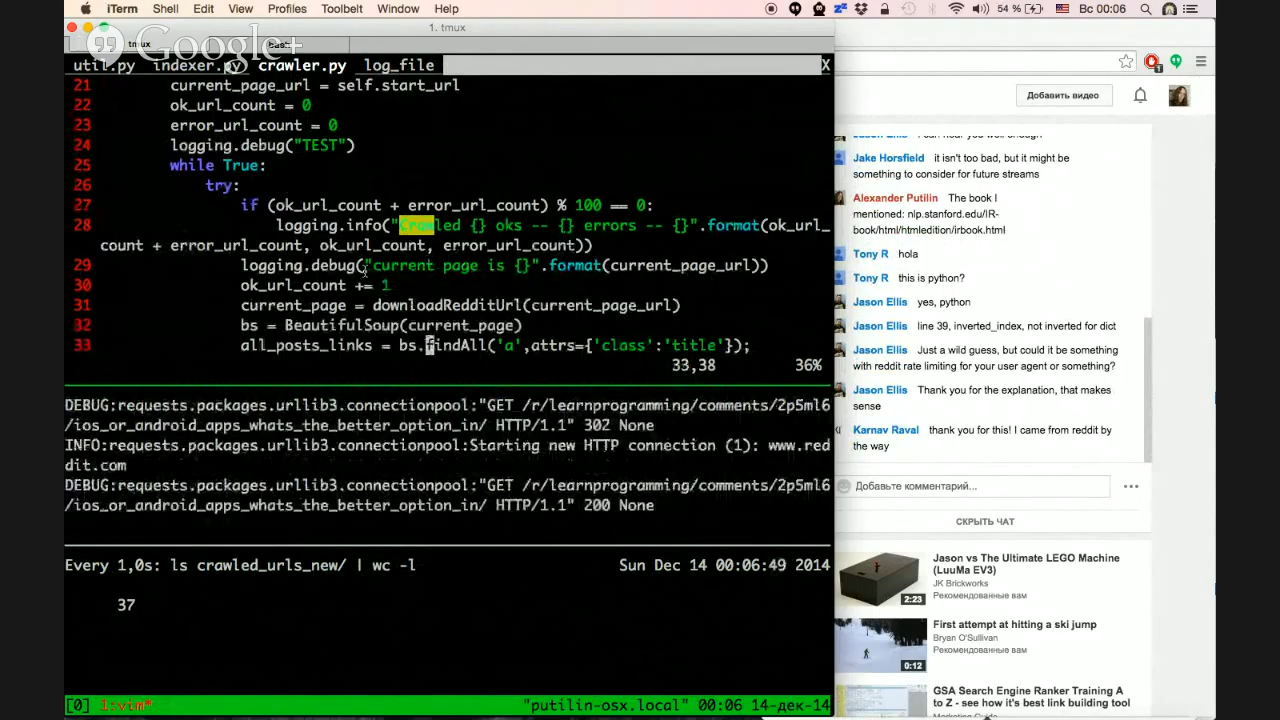 iTerm Shell Edit View Profiles Toolbelt Window Help
54 % Вс 00:06
1. tmux
tmux bash
Google+
util.py indexer.py crawler.py log_file X
21 current_page_url = self.start_url
22 ok_url_count = 0
23 error_url_count = 0
24 logging.debug("TEST")
25 while True:
26 try:
27 if (ok_url_count + error_url_count) % 100 == 0:
28 logging.info("Crawled {} oks -- {} errors -- {}".format(ok_url_
count + error_url_count, ok_url_count, error_url_count))
29 logging.debug("current page is {}".format(current_page_url))
30 ok_url_count += 1
31 current_page = downloadRedditUrl(current_page_url)
32 bs = BeautifulSoup(current_page)
33 all_posts_links = bs.findAll('a',attrs={'class':'title'});
33,38 36%
DEBUG:requests.packages.urllib3.connectionpool:"GET /r/learnprogramming/comments/2p5ml6
/ios_or_android_apps_whats_the_better_option_in/ HTTP/1.1" 302 None
INFO:requests.packages.urllib3.connectionpool:Starting new HTTP connection (1): www.red
dit.com
DEBUG:requests.packages.urllib3.connectionpool:"GET /r/learnprogramming/comments/2p5ml6
/ios_or_android_apps_whats_the_better_option_in/ HTTP/1.1" 200 None
Every 1,0s: ls crawled_urls_new/ | wc -l Sun Dec 14 00:06:49 2014
37
[0] 1:vim* "putilin-osx.local" 00:06 14-дек-14
Добавить видео
Jason Ellis I can hear you well enough
Jake Horsfield it isn't too bad, but it might be
something to consider for future streams
Alexander Putilin The book I
mentioned: nlp.stanford.edu/IR-
book/html/htmledition/irbook.html
Tony R hola
Tony R this is python?
Jason Ellis yes, python
Jason Ellis line 39, inverted_index, not inverted for dict
Jason Ellis Just a wild guess, but could it be something
with reddit rate limiting for your user agent or something?
Jason Ellis Thank you for the explanation, that makes
sense
Karnav Raval thank you for this! I came from reddit by
the way
Добавьте комментарий...
СКРЫТЬ ЧАТ
Jason vs The Ultimate LEGO Machine
(LuuMa EV3)
JK Brickworks
Рекомендованные вам
2:23
First attempt at hitting a ski jump
Bryan O'Sullivan
Рекомендованные вам
0:12
GSA Search Engine Ranker Training A
to Z - see how it's best link building tool